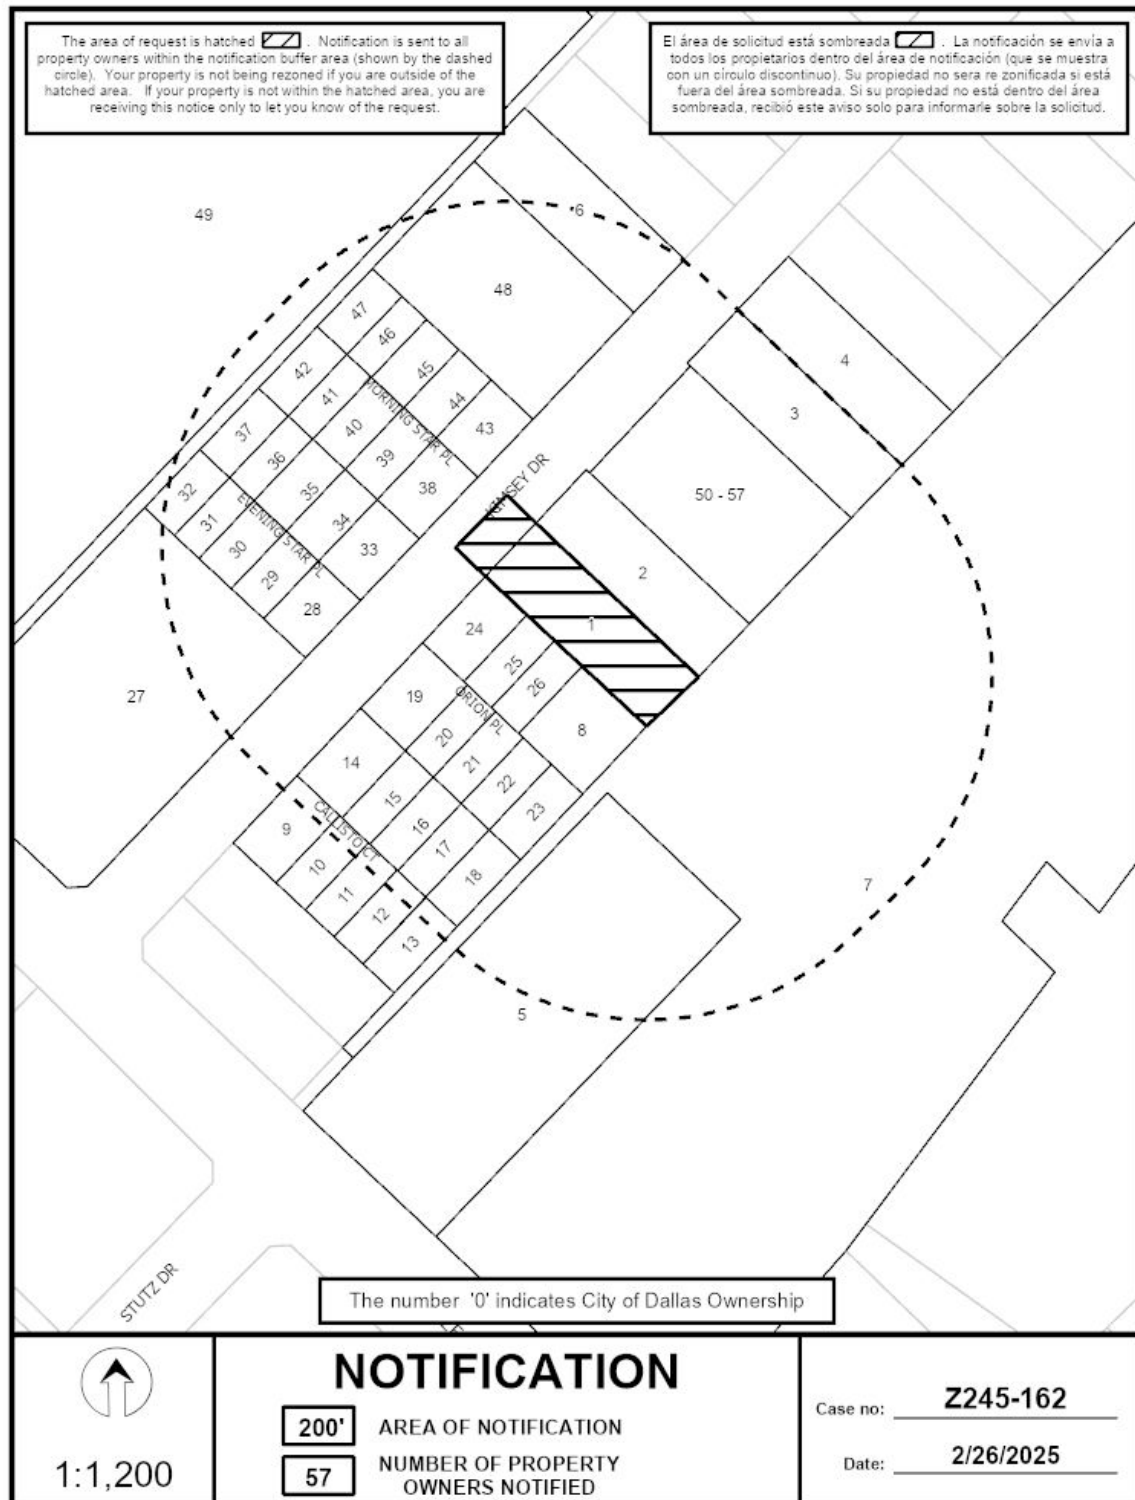 The area of request is hatched . Notification is sent to all
property owners within the notification buffer area (shown by the dashed
circle). Your property is not being rezoned if you are outside of the
hatched area. If your property is not within the hatched area, you are
receiving this notice only to let you know of the request.
El área de solicitud está sombreada . La notificación se envía a
todos los propietarios dentro del área de notificación (que se muestra
con un círculo discontinuo). Su propiedad no sera re zonificada si está
fuera del área sombreada. Si su propiedad no está dentro del área
sombreada, recibió este aviso solo para informarle sobre la solicitud.
49
6
48
47
46
45
44
43
42
41
40
39
38
MORNING STAR PL
4
3
50 - 57
KIMSEY DR
37
36
35
34
33
32
31
30
29
28
EVENING STAR PL
2
1
27
24
25
26
8
ORION PL
19
20
21
22
23
14
15
16
17
18
CALLISTO CT
9
10
11
12
13
7
5
STUTZ DR
The number '0' indicates City of Dallas Ownership
1:1,200
NOTIFICATION
200' AREA OF NOTIFICATION
57 NUMBER OF PROPERTY
OWNERS NOTIFIED
Case no: Z245-162
Date: 2/26/2025